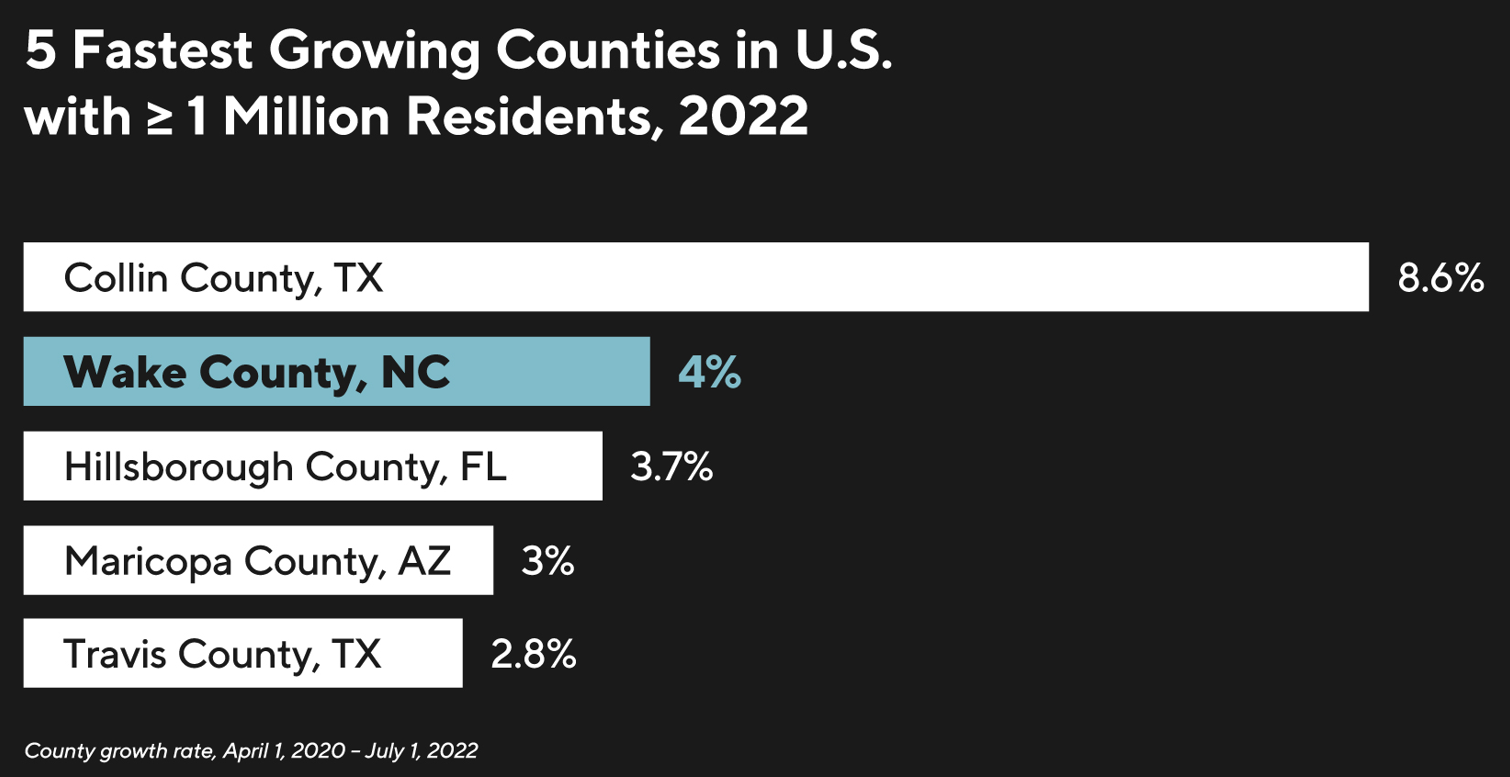 5 Fastest Growing Counties in U.S.
with ≥ 1 Million Residents, 2022
Collin County, TX 8.6%
Wake County, NC 4%
Hillsborough County, FL 3.7%
Maricopa County, AZ 3%
Travis County, TX 2.8%
County growth rate, April 1, 2020 – July 1, 2022